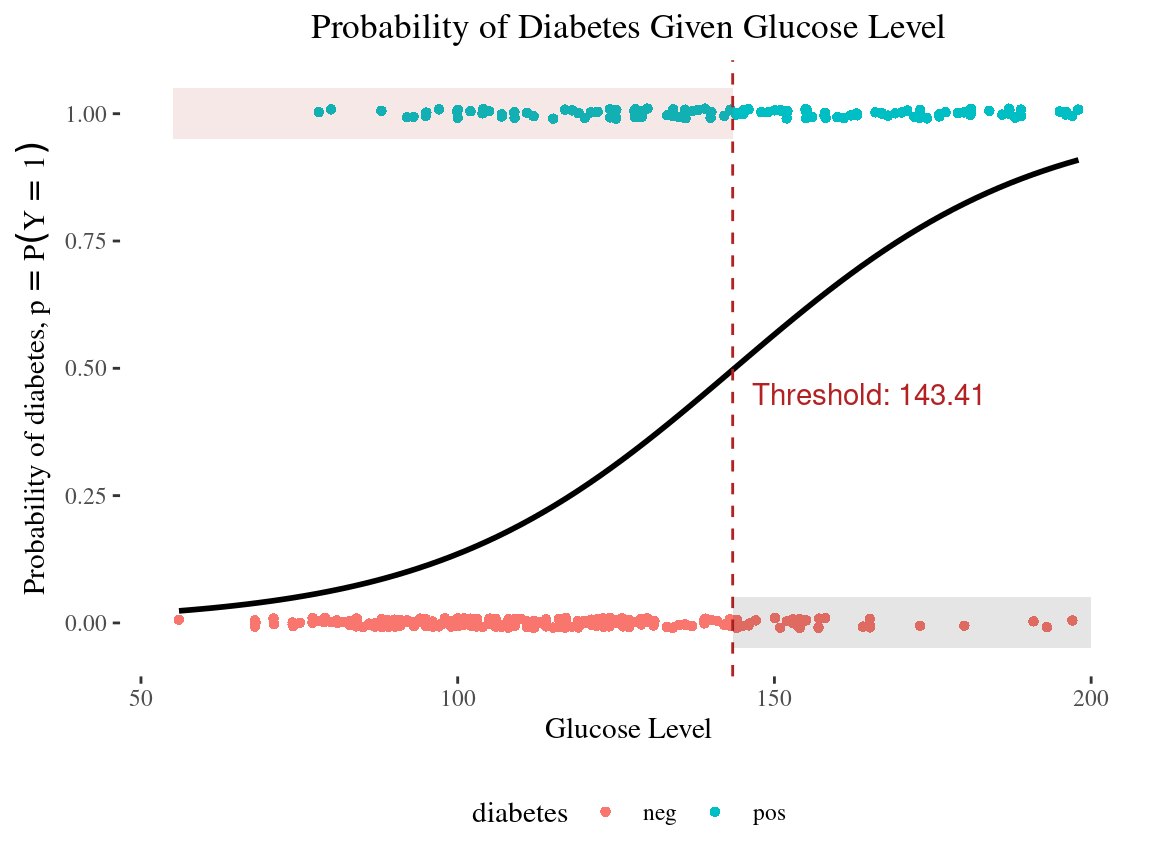 Probability of Diabetes Given Glucose Level
Probability of diabetes, p = P(Y = 1)
1.00
0.75
0.50
0.25
0.00
Threshold: 143.41
50 100 150 200
Glucose Level
diabetes neg pos